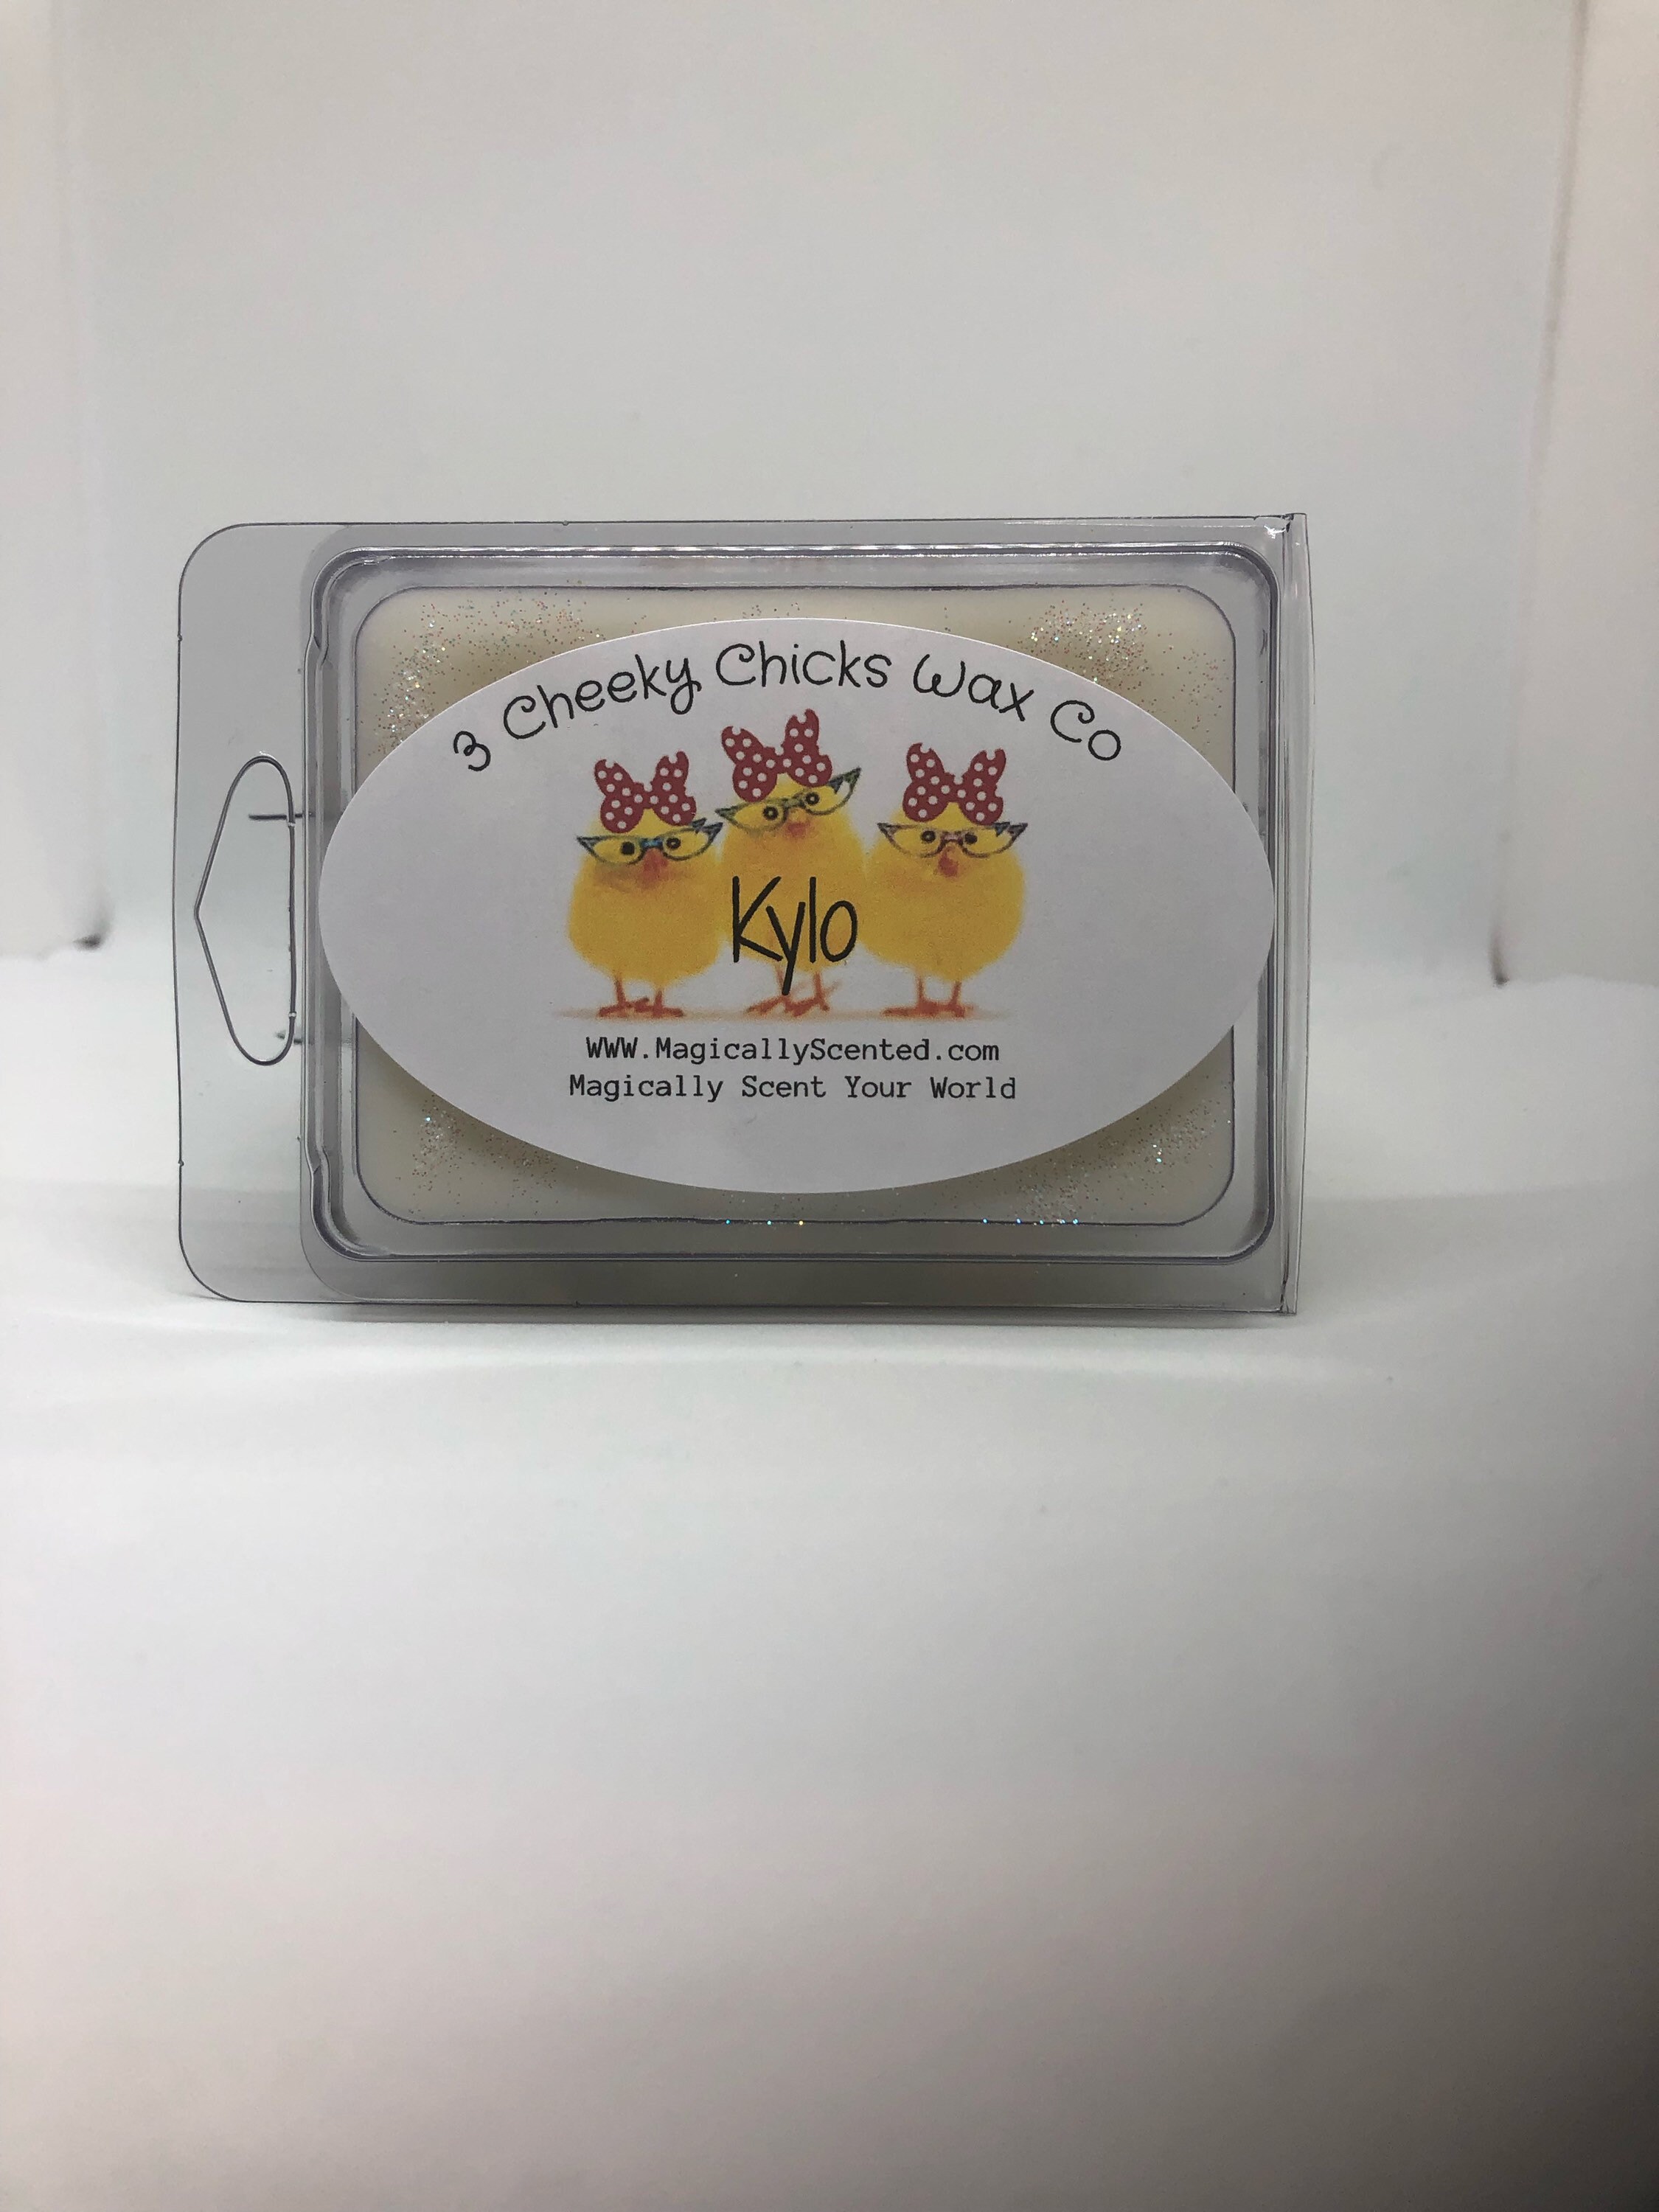 3 Cheeky Chicks Wax Co
Kylo
WWW.MagicallyScented.com
Magically Scent Your World